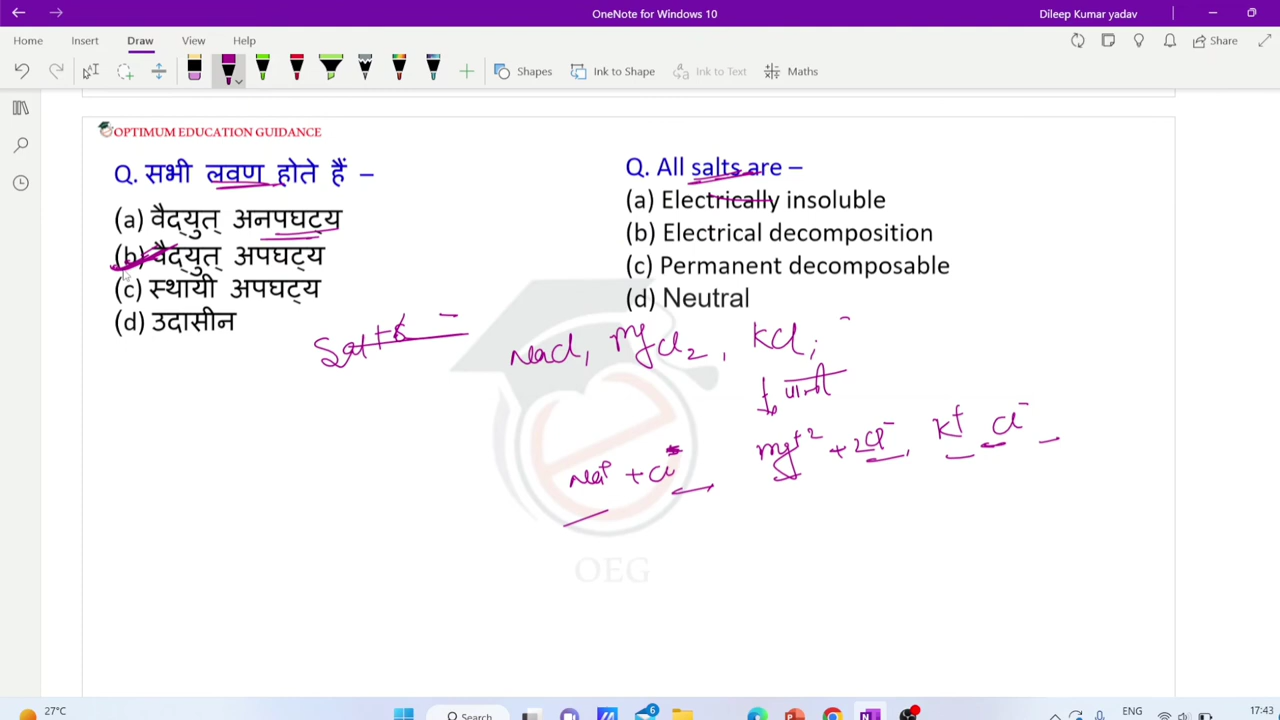 OneNote for Windows 10
Dileep Kumar yadav
Home Insert Draw View Help
Share
Shapes Ink to Shape Ink to Text Maths
OPTIMUM EDUCATION GUIDANCE
Q. सभी लवण होते हैं –
(a) वैद्युत् अनपघट्य
(b) वैद्युत् अपघट्य
(c) स्थायी अपघट्य
(d) उदासीन
Q. All salts are –
(a) Electrically insoluble
(b) Electrical decomposition
(c) Permanent decomposable
(d) Neutral
Salts – NaCl, MgCl2, KCl,
पानी
Mg+2 + 2Cl-, K+ Cl-
Na+ + Cl-
OEG
27°C
Search
6
ENG
17:43